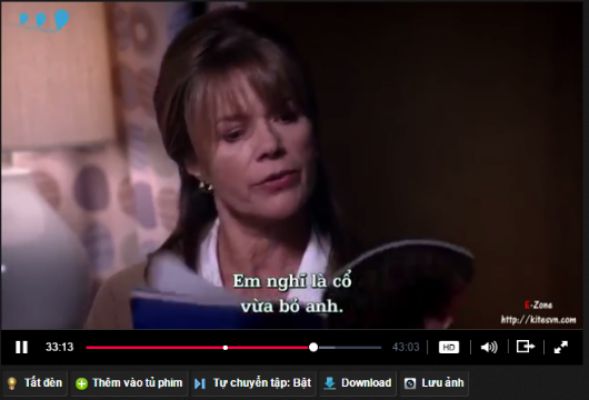 Em nghĩ là cổ
vừa bỏ anh.
E-Zone
http://kitesvn.com
33:13
43:03
HD
Tắt đèn
Thêm vào tủ phim
Tự chuyển tập: Bật
Download
Lưu ảnh